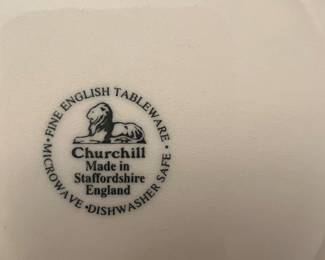 · FINE ENGLISH TABLEWARE ·
Churchill
Made in
Staffordshire
England
· MICROWAVE · DISHWASHER SAFE ·